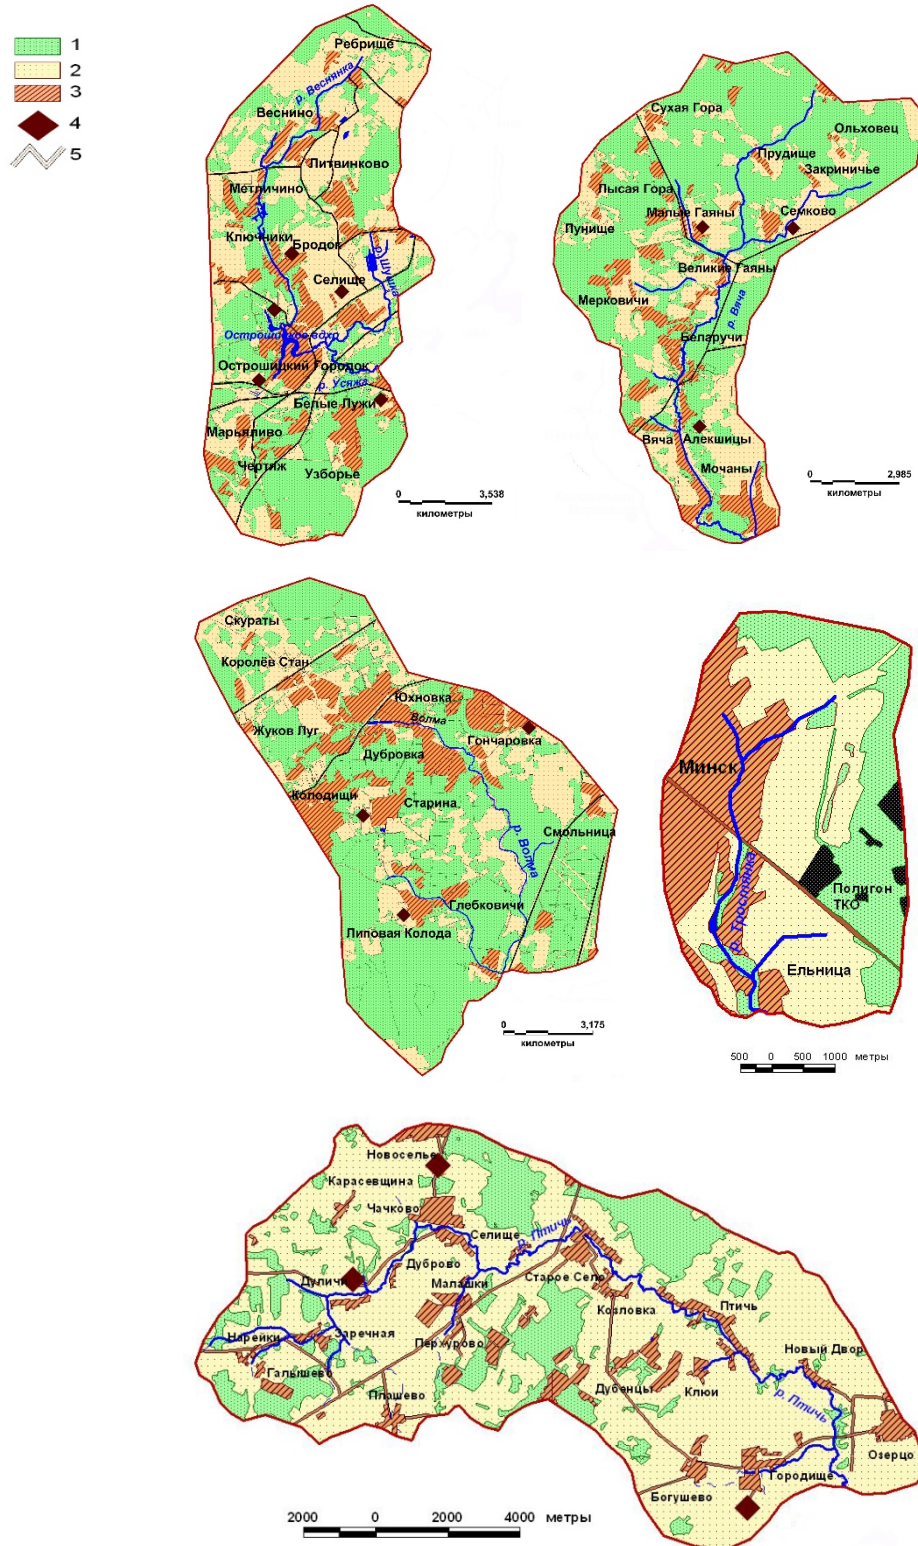 1
2
3
4
5
Ребрище
р. Веснянка
Веснино
Литвинково
Метличино
Ключники
Бродок
р. Шушка
Селище
Острошицкое вдхр
Острошицкий Городок
р. Усяжа
Белые Лужи
Марьяливо
Чертяж
Узборье
0 3,538
километры
Сухая Гора
Ольховец
Прудище
Закриничье
Лысая Гора
Малые Гаяны
Семково
Пунище
Великие Гаяны
Мерковичи
р. Вяча
Беларучи
Вяча
Алекшицы
Мочаны
0 2,985
километры
Скураты
Королёв Стан
Юхновка
Волма
Жуков Луг
Гончаровка
Дубровка
Колодищи
Старина
Смольница
р. Волма
Глебковичи
Липовая Колода
0 3,175
километры
Минск
р. Тростянка
Полигон
ТКО
Ельница
500 0 500 1000 метры
Новоселье
Карасевщина
Чачково
Селище
р. Птичь
Дуброво
Дуличи
Малашки
Старое Село
Козловка
Птичь
Нарейки
Заречная
Перхурово
Новый Двор
Галышево
Плашево
Дубенцы
Клюи
р. Птичь
Озерцо
Городище
Богушево
2000 0 2000 4000 метры